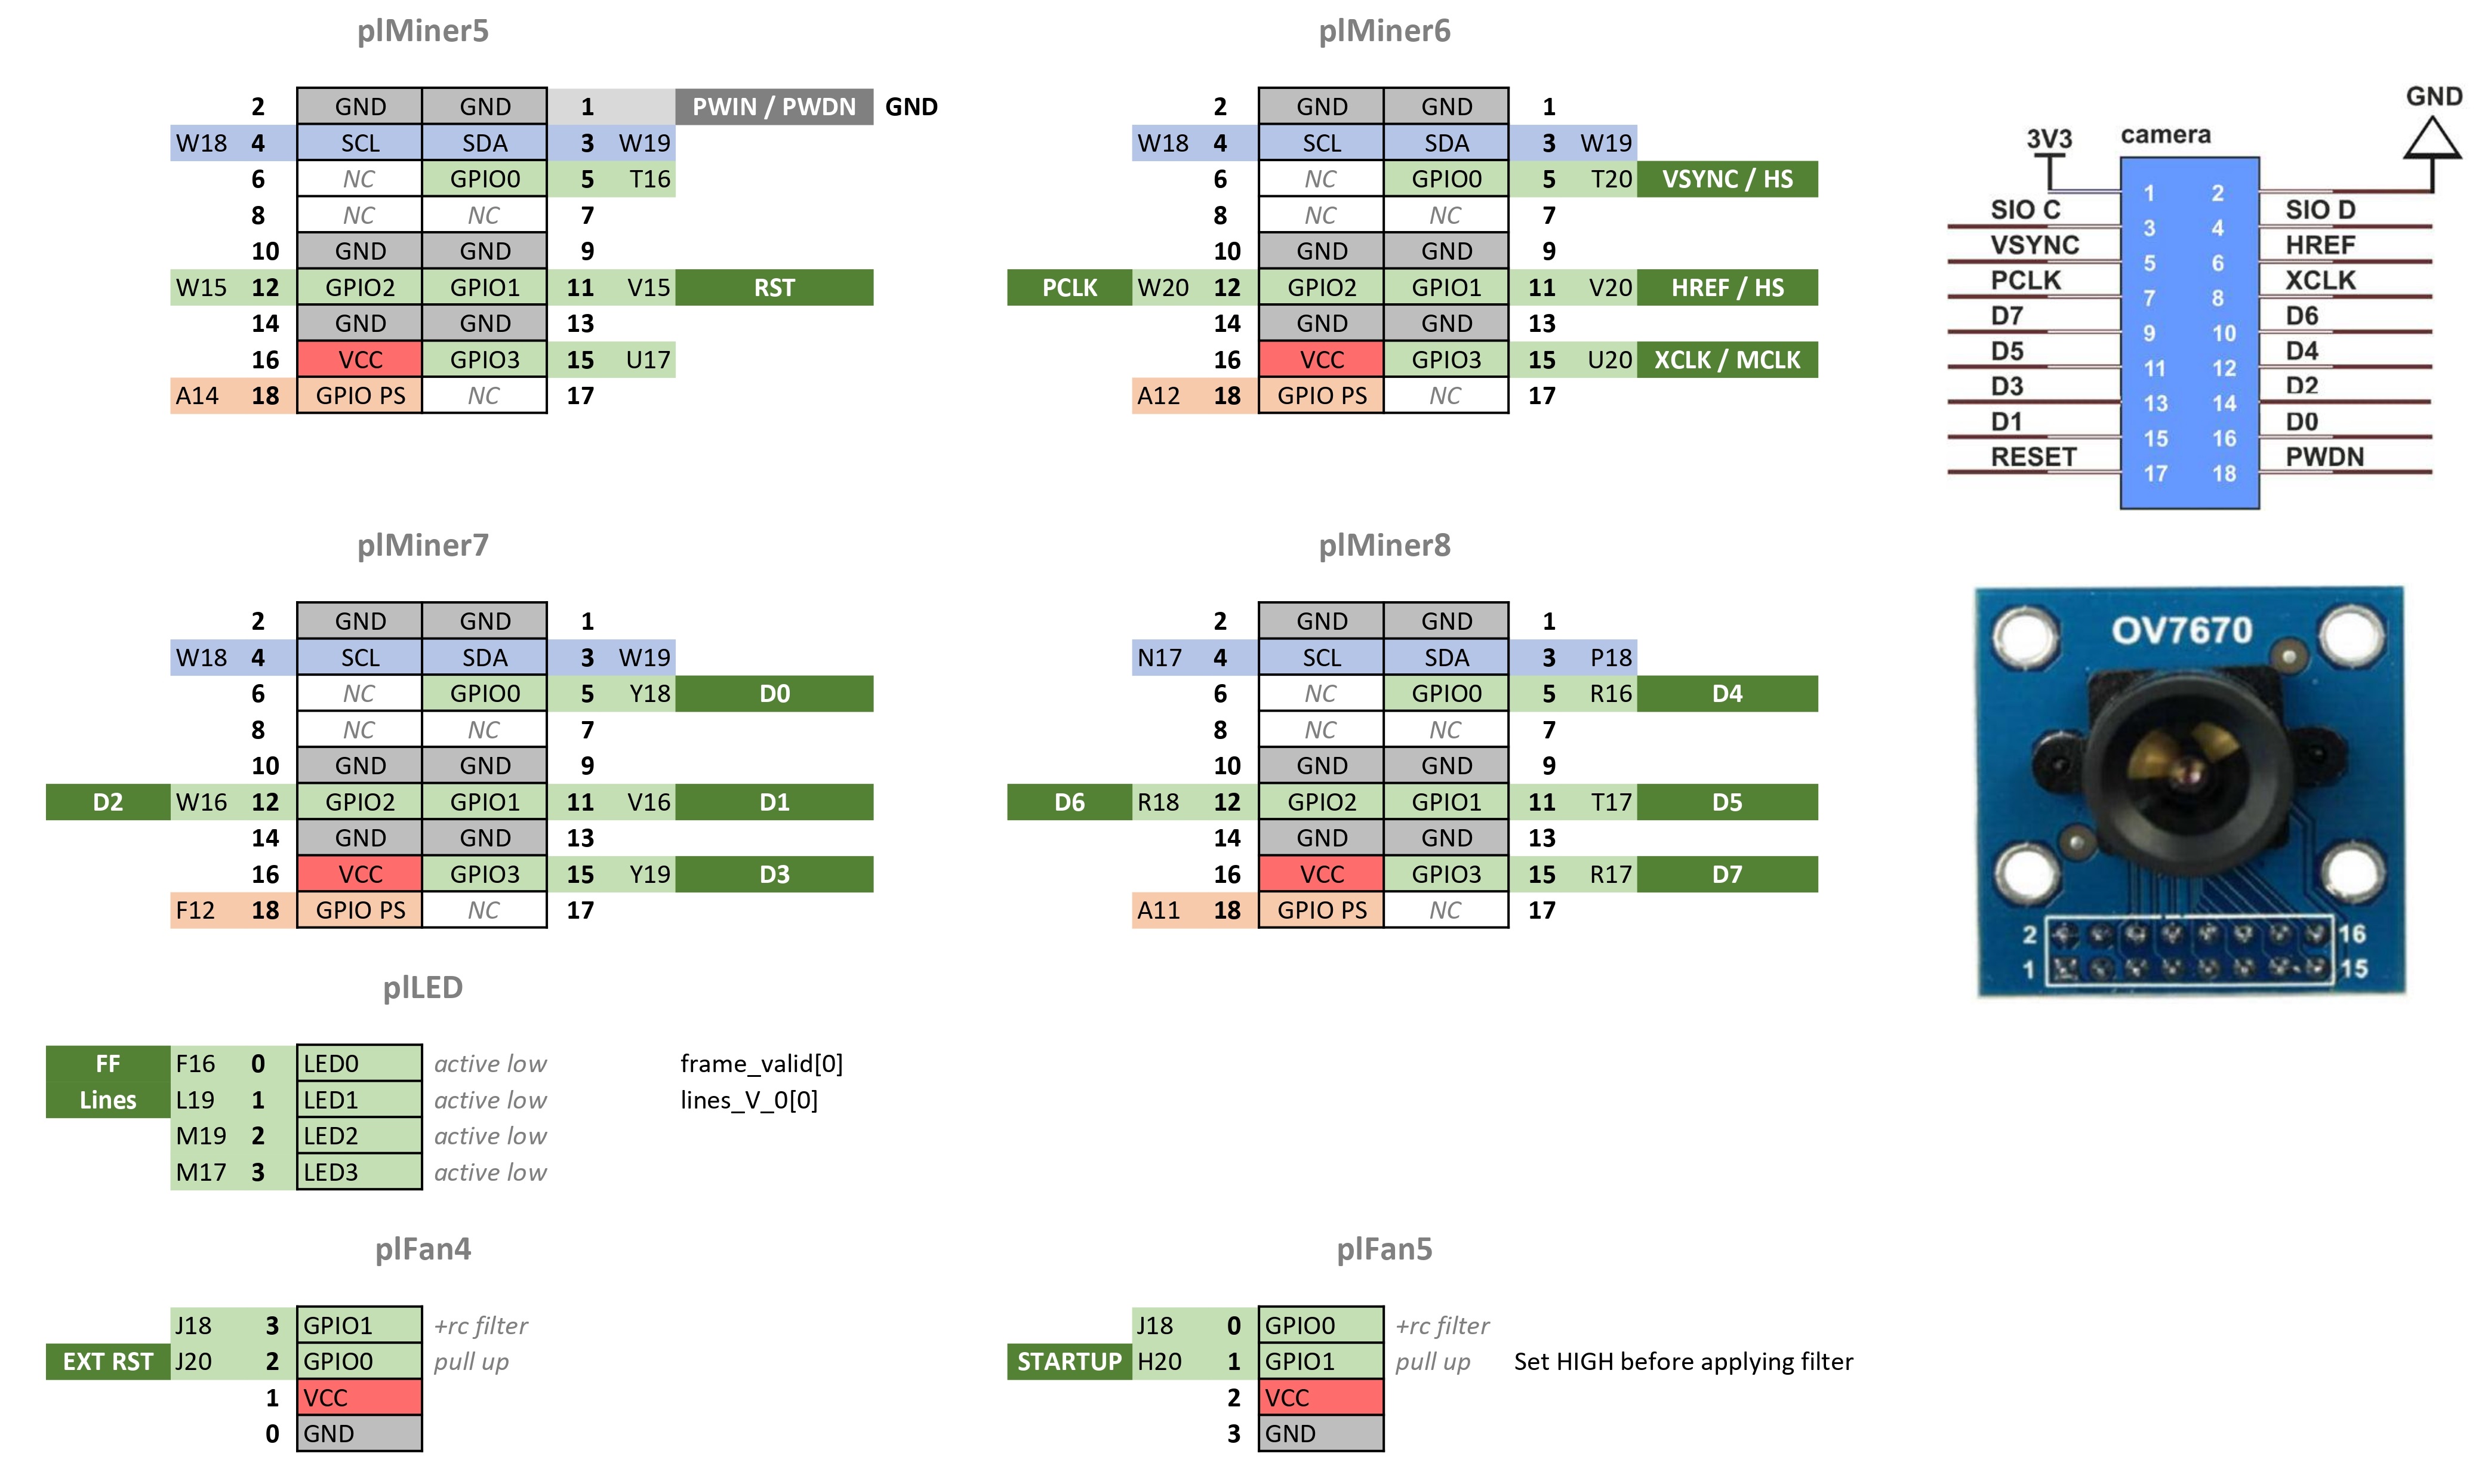 plMiner5
2 GND GND 1 PWIN / PWDN GND
W18 4 SCL SDA 3 W19
6 NC GPIO0 5 T16
8 NC NC 7
10 GND GND 9
W15 12 GPIO2 GPIO1 11 V15 RST
14 GND GND 13
16 VCC GPIO3 15 U17
A14 18 GPIO PS NC 17
plMiner6
2 GND GND 1
W18 4 SCL SDA 3 W19
6 NC GPIO0 5 T20 VSYNC / HS
8 NC NC 7
10 GND GND 9
PCLK W20 12 GPIO2 GPIO1 11 V20 HREF / HS
14 GND GND 13
16 VCC GPIO3 15 U20 XCLK / MCLK
A12 18 GPIO PS NC 17
GND
3V3 camera
1 2
SIO C SIO D
3 4
VSYNC HREF
5 6
PCLK XCLK
7 8
D7 D6
9 10
D5 D4
11 12
D3 D2
13 14
D1 D0
15 16
RESET PWDN
17 18
plMiner7
2 GND GND 1
W18 4 SCL SDA 3 W19
6 NC GPIO0 5 Y18 D0
8 NC NC 7
10 GND GND 9
D2 W16 12 GPIO2 GPIO1 11 V16 D1
14 GND GND 13
16 VCC GPIO3 15 Y19 D3
F12 18 GPIO PS NC 17
plMiner8
2 GND GND 1
N17 4 SCL SDA 3 P18
6 NC GPIO0 5 R16 D4
8 NC NC 7
10 GND GND 9
D6 R18 12 GPIO2 GPIO1 11 T17 D5
14 GND GND 13
16 VCC GPIO3 15 R17 D7
A11 18 GPIO PS NC 17
OV7670
2 16
1 15
plLED
FF F16 0 LED0 active low frame_valid[0]
Lines L19 1 LED1 active low lines_V_0[0]
M19 2 LED2 active low
M17 3 LED3 active low
plFan4
J18 3 GPIO1 +rc filter
EXT RST J20 2 GPIO0 pull up
1 VCC
0 GND
plFan5
J18 0 GPIO0 +rc filter
STARTUP H20 1 GPIO1 pull up Set HIGH before applying filter
2 VCC
3 GND